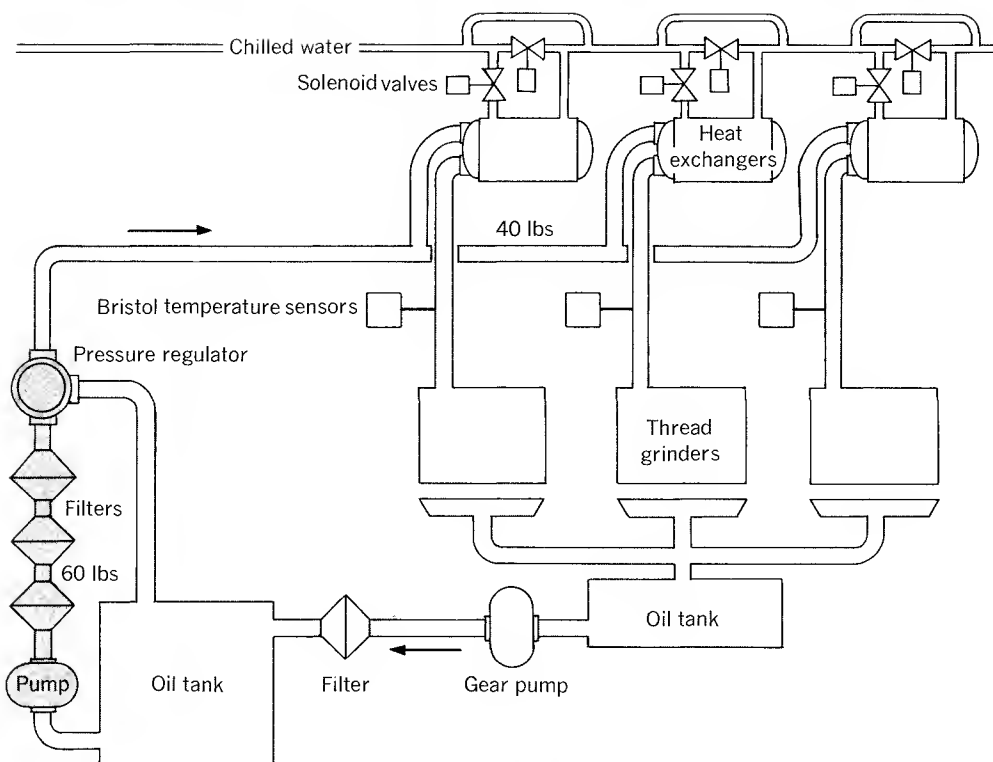 Chilled water
Solenoid valves
Heat
exchangers
40 lbs
Bristol temperature sensors
Pressure regulator
Thread
grinders
Filters
60 lbs
Oil tank
Pump
Oil tank
Filter
Gear pump